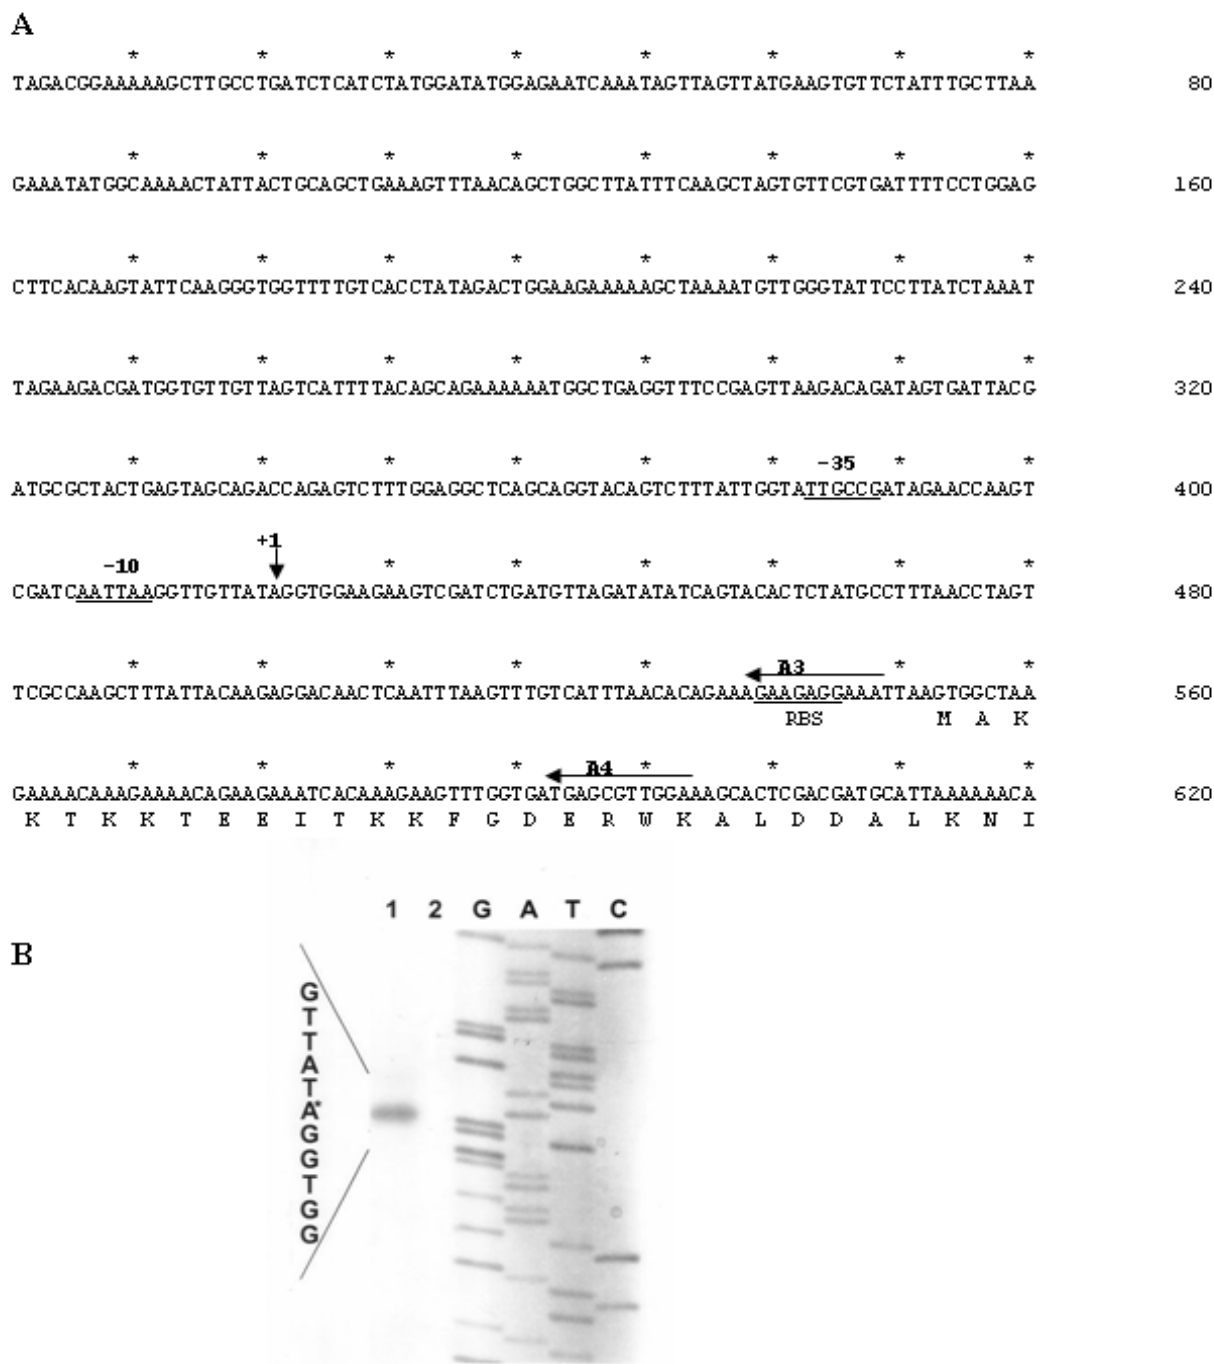 A
* * * * * * * *
TAGACGGAAAAAGCTTGCCTGATCTCATCTATGGATATGGAGAATCAAATAGTTAGTTATGAAGTGTTCTATTTGCTTAA 80
* * * * * * * *
GAAATATGGCAAAACTATTACTGCAGCTGAAAGTTTAACAGCTGGCTTATTTCAAGCTAGTGTTCGTGATTTTCCTGGAG 160
* * * * * * * *
CTTCACAAGTATTCAAGGGTGGTTTTGTCACCTATAGACTGGAAGAAAAAGCTAAAATGTTGGGTATTCCTTATCTAAAT 240
* * * * * * * *
TAGAAGACGATGGTGTTGTTAGTCATTTTACAGCAGAAAAAATGGCTGAGGTTTCCGAGTTAAGACAGATAGTGATTACG 320
* * * * * * -35 * *
ATGCGCTACTGAGTAGCAGACCAGAGTCTTTGGAGGCTCAGCAGGTACAGTCTTTATTGGTATTGCCGATAGAACCAAGT 400
+1
-10 * * * * * *
CGATCAATTAAGGTTGTTATAGGTGGAAGAAGTCGATCTGATGTTAGATATATCAGTACACTCTATGCCTTTAACCTAGT 480
* * * * * A3 * *
TCGCCAAGCTTTATTACAAGAGGACAACTCAATTTAAGTTTGTCATTTAACACAGAAAGAAGAGGAAATTAAGTGGCTAA 560
RBS M A K
* * * * A4 * * * *
GAAAACAAAGAAAACAGAAGAAATCACAAAGAAGTTTGGTGATGAGCGTTGGAAAGCACTCGACGATGCATTAAAAAACA 620
K T K K T E E I T K K F G D E R W K A L D D A L K N I
1 2 G A T C
B
G
T
T
A
T
A*
G
G
T
G
G